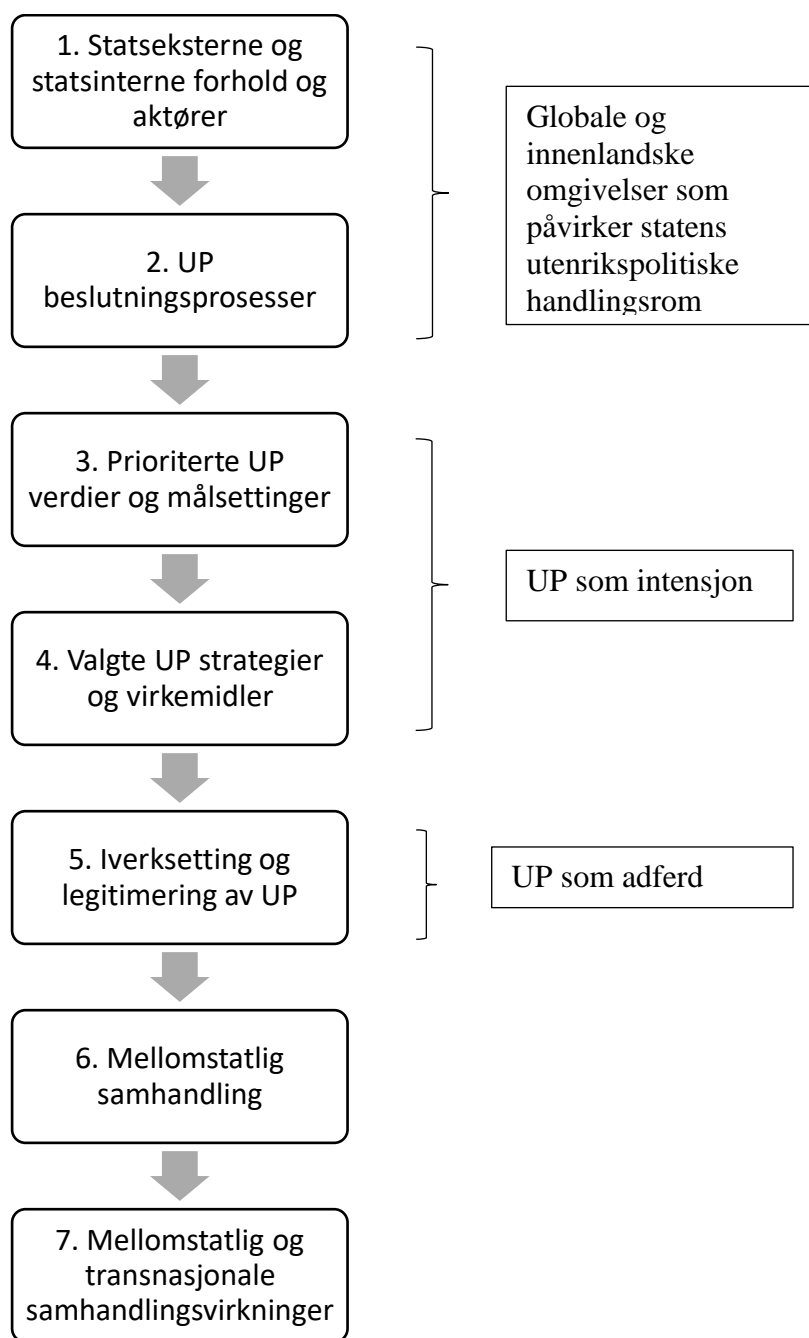 1. Statseksterne og
statsinterne forhold og
aktører
Globale og
innenlandske
omgivelser som
påvirker statens
utenrikspolitiske
handlingsrom
2. UP
beslutningsprosesser
3. Prioriterte UP
verdier og målsettinger
UP som intensjon
4. Valgte UP strategier
og virkemidler
5. Iverksetting og
legitimering av UP
UP som adferd
6. Mellomstatlig
samhandling
7. Mellomstatlig og
transnasjonale
samhandlingsvirkninger